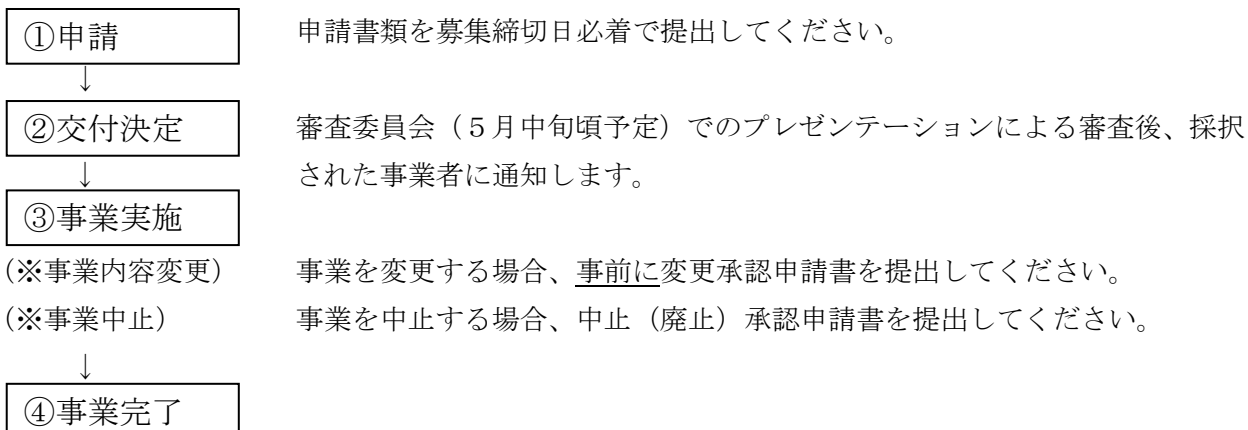 ①申請 申請書類を募集締切日必着で提出してください。
↓
②交付決定 審査委員会（５月中旬頃予定）でのプレゼンテーションによる審査後、採択
↓ された事業者に通知します。
③事業実施
(※事業内容変更) 事業を変更する場合、事前に変更承認申請書を提出してください。
(※事業中止) 事業を中止する場合、中止（廃止）承認申請書を提出してください。
↓
④事業完了